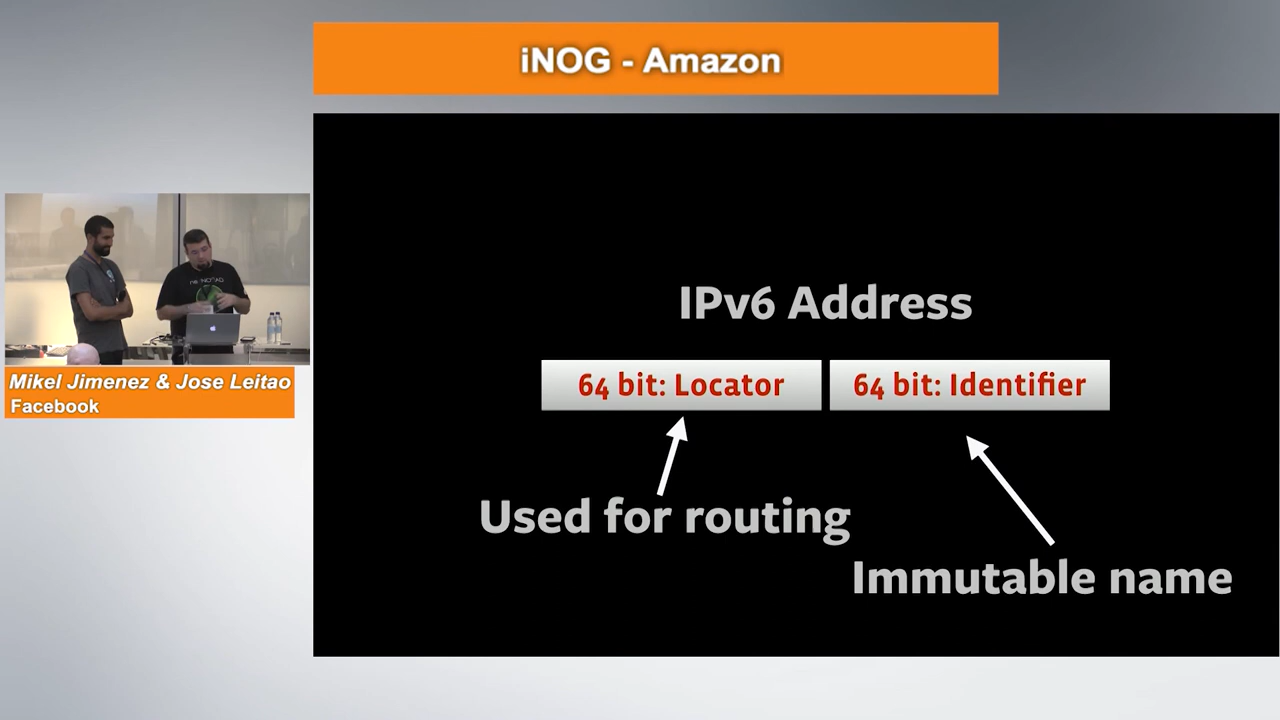 iNOG - Amazon
IPv6 Address
64 bit: Locator
64 bit: Identifier
Used for routing
Immutable name
Mikel Jimenez & Jose Leitao
Facebook